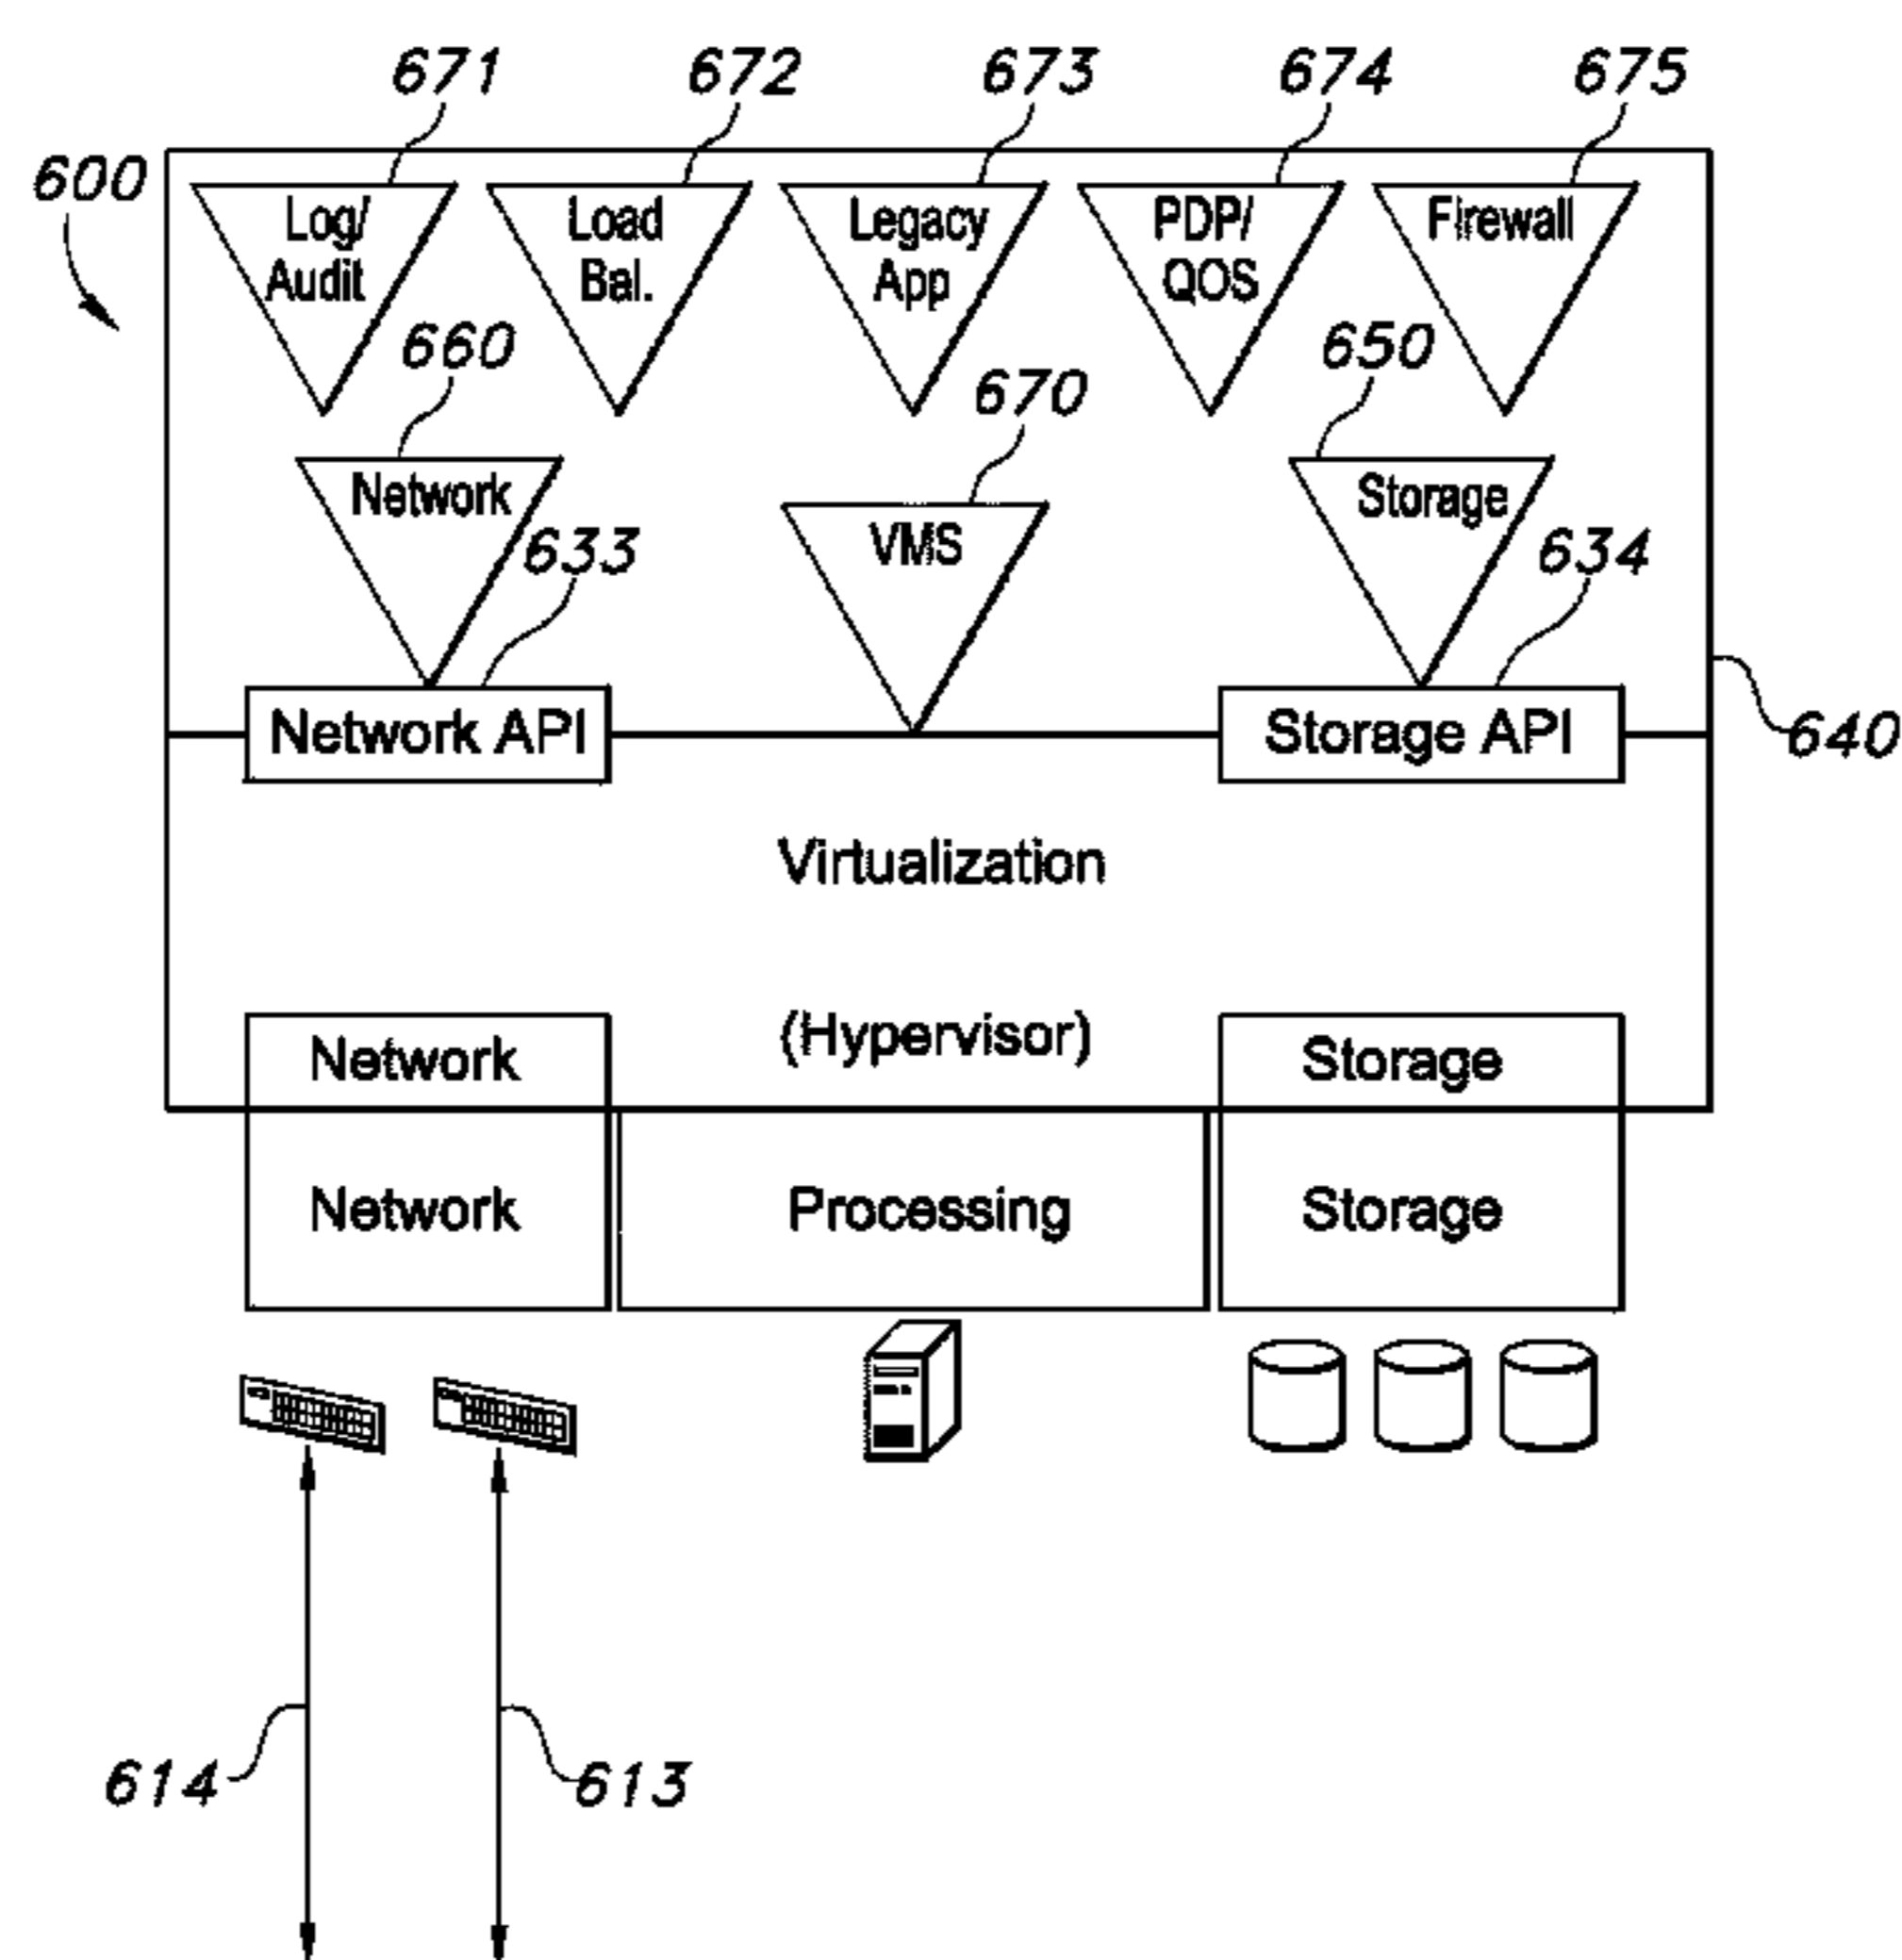 671
672
673
674
675
600
Log/
Audit
Load
Bal.
Legacy
App
PDP/
QOS
Firewall
660
670
650
Network
VMS
Storage
633
634
Network API
Storage API
640
Virtualization
(Hypervisor)
Network
Storage
Network
Processing
Storage
614
613